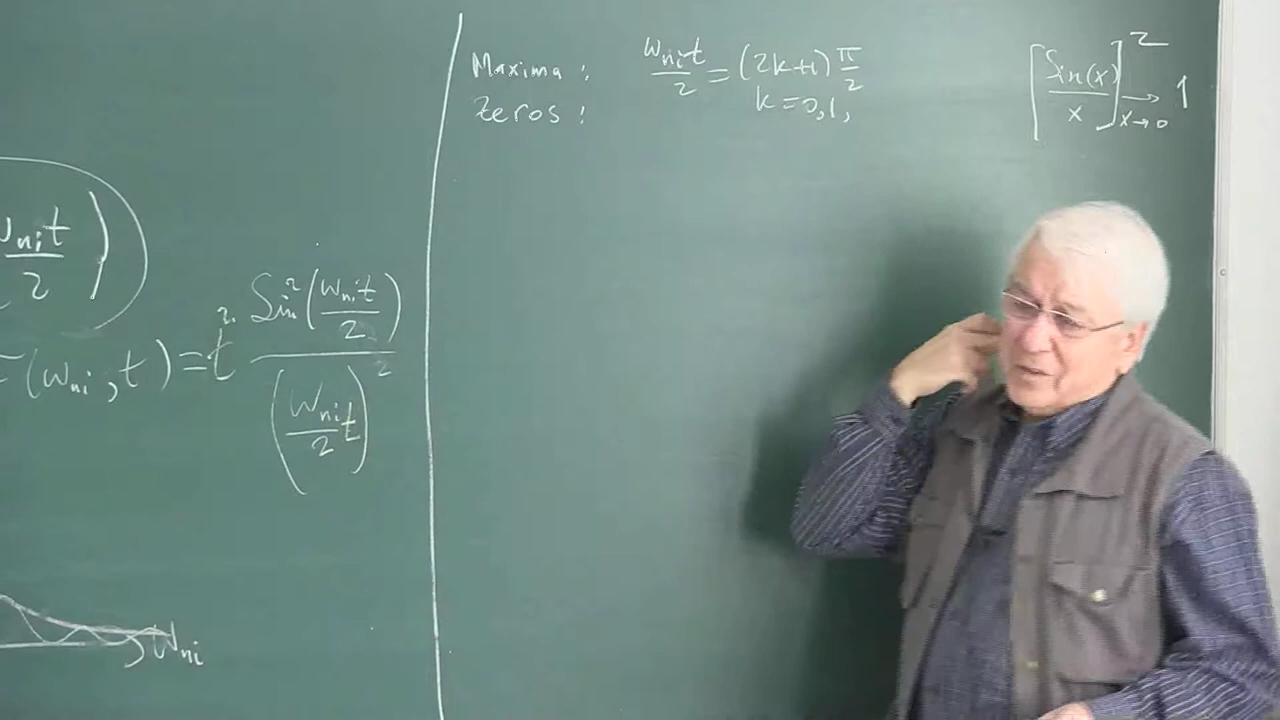 ω_ni t / 2 )
F(ω_ni, t) = t² Sin²(ω_ni t / 2) / (ω_ni / 2 t)²
ω_ni
Maxima : ω_ni t / 2 = (2k+1) π/2
Zeros : k = 0,1,
[Sin(x) / x]² → 1
x→0